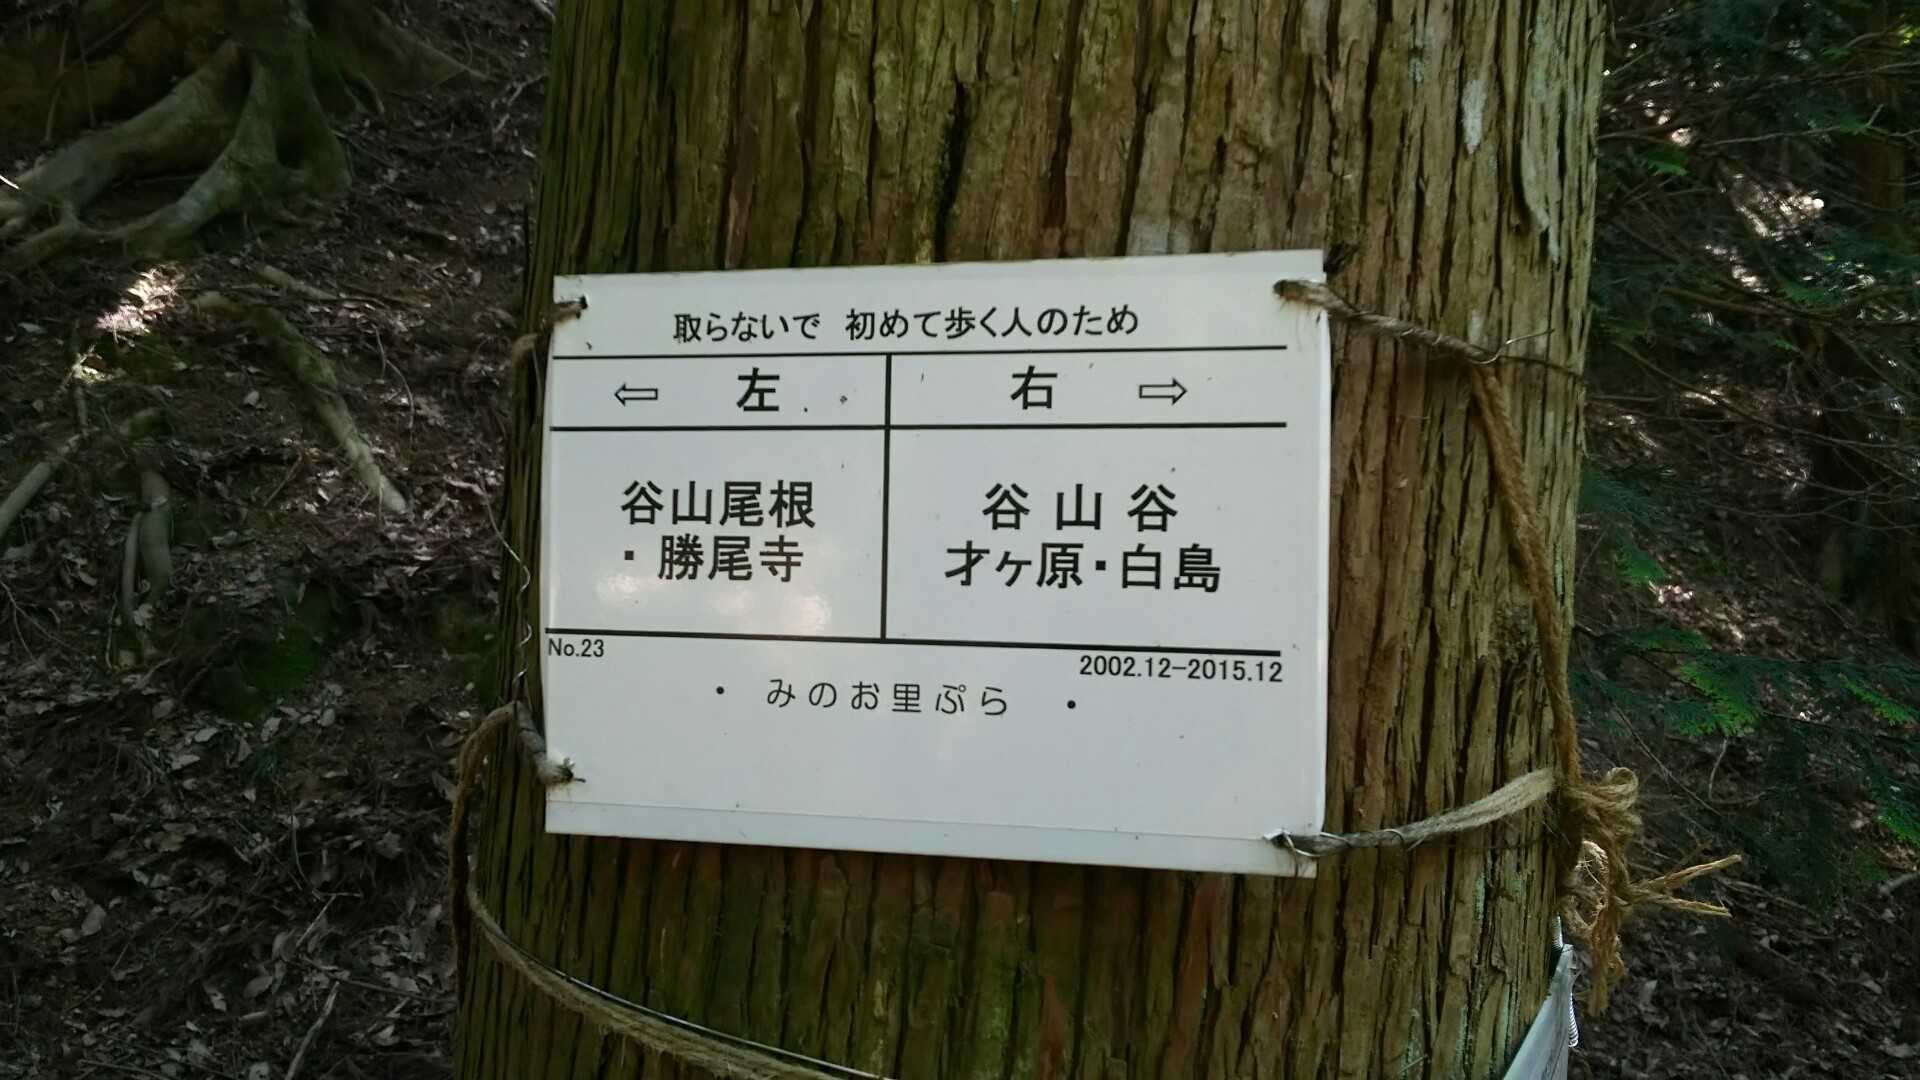 取らないで 初めて歩く人のため
⇦ 左 右 ⇨
谷山尾根
・勝尾寺
谷山谷
才ヶ原・白島
No.23
2002.12-2015.12
・ みのお里ぷら ・